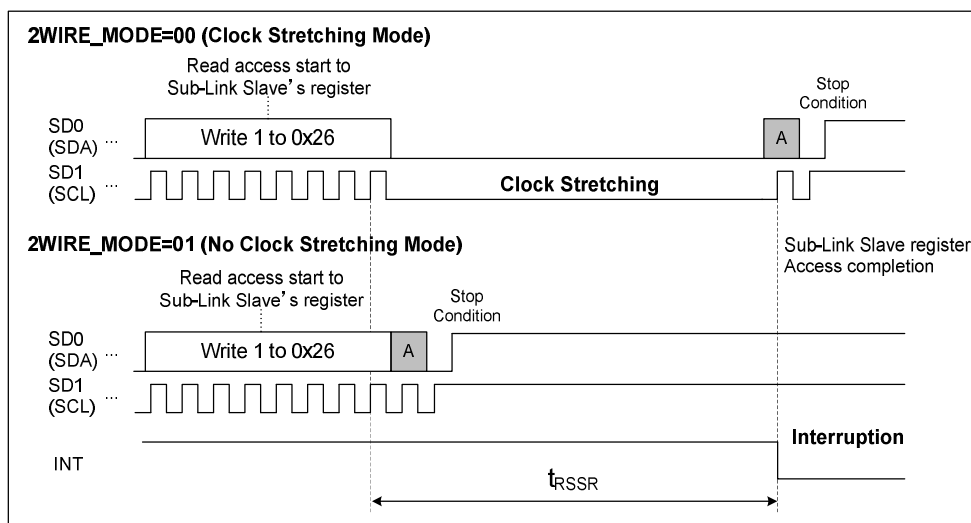 2WIRE_MODE=00 (Clock Stretching Mode)
Read access start to
Sub-Link Slave's register
Stop
Condition
SD0
(SDA) ...
Write 1 to 0x26
A
SD1
(SCL) ...
Clock Stretching
2WIRE_MODE=01 (No Clock Stretching Mode)
Sub-Link Slave register
Access completion
Read access start to
Sub-Link Slave's register
Stop
Condition
SD0
(SDA) ...
Write 1 to 0x26
A
SD1
(SCL) ...
Interruption
INT
tRSSR